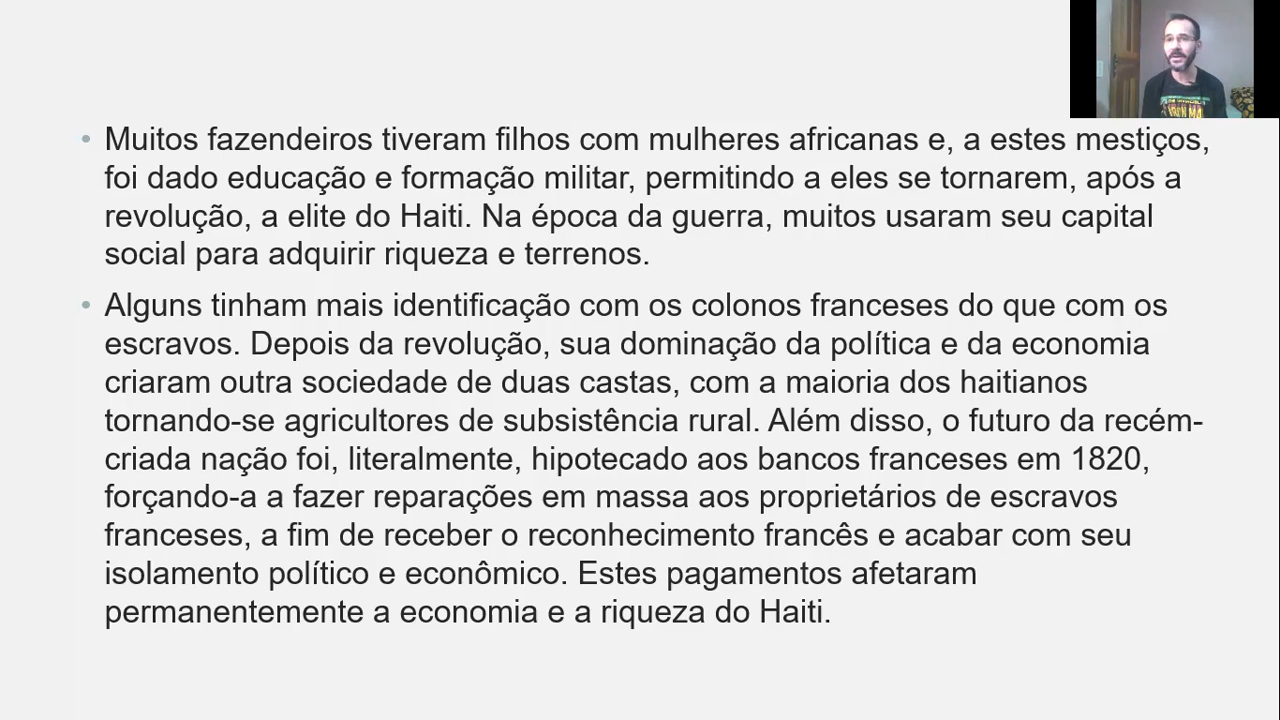 Muitos fazendeiros tiveram filhos com mulheres africanas e, a estes mestiços,
foi dado educação e formação militar, permitindo a eles se tornarem, após a
revolução, a elite do Haiti. Na época da guerra, muitos usaram seu capital
social para adquirir riqueza e terrenos.
Alguns tinham mais identificação com os colonos franceses do que com os
escravos. Depois da revolução, sua dominação da política e da economia
criaram outra sociedade de duas castas, com a maioria dos haitianos
tornando-se agricultores de subsistência rural. Além disso, o futuro da recém-
criada nação foi, literalmente, hipotecado aos bancos franceses em 1820,
forçando-a a fazer reparações em massa aos proprietários de escravos
franceses, a fim de receber o reconhecimento francês e acabar com seu
isolamento político e econômico. Estes pagamentos afetaram
permanentemente a economia e a riqueza do Haiti.